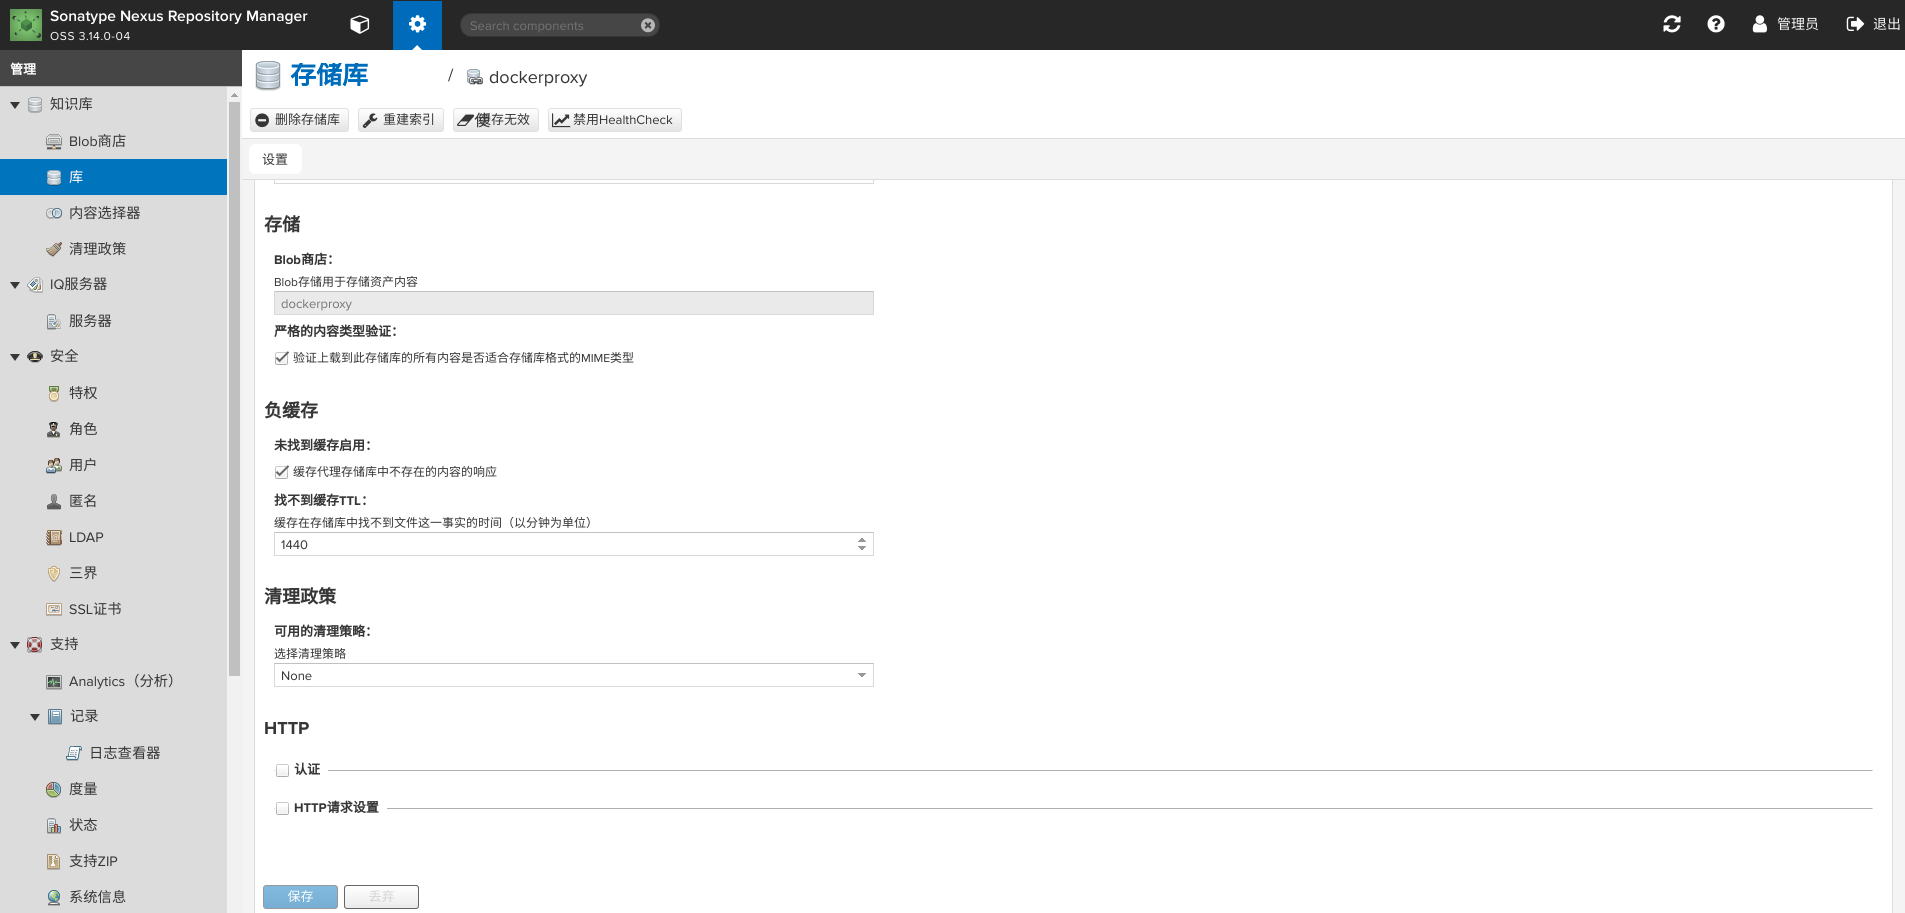 Sonatype Nexus Repository Manager
OSS 3.14.0-04
Search components
管理员
退出
管理
知识库
Blob商店
库
内容选择器
清理政策
IQ服务器
服务器
安全
特权
角色
用户
匿名
LDAP
三界
SSL证书
支持
Analytics（分析）
记录
日志查看器
度量
状态
支持ZIP
系统信息
存储库 / dockerproxy
删除存储库
重建索引
使缓存无效
禁用HealthCheck
设置
存储
Blob商店：
Blob存储用于存储资产内容
dockerproxy
严格的内容类型验证：
验证上载到此存储库的所有内容是否适合存储库格式的MIME类型
负缓存
未找到缓存启用：
缓存代理存储库中不存在的内容的响应
找不到缓存TTL：
缓存在存储库中找不到文件这一事实的时间（以分钟为单位）
1440
清理政策
可用的清理策略：
选择清理策略
None
HTTP
认证
HTTP请求设置
保存
丢弃